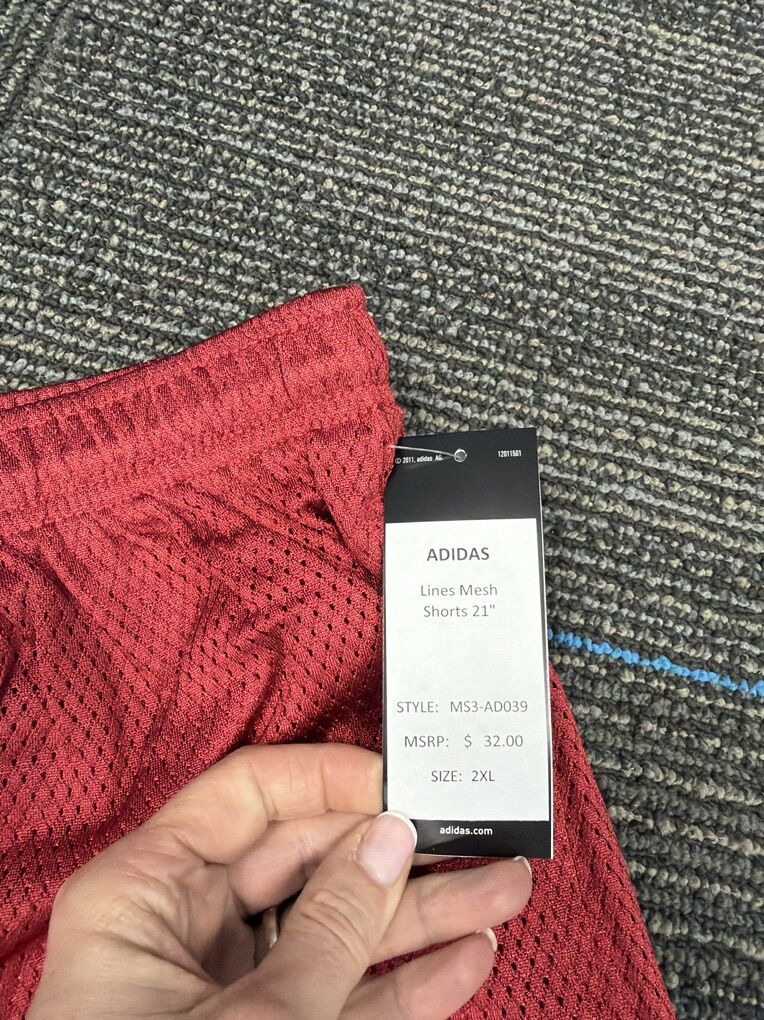 © 2011, adidas AG.
12011501
ADIDAS
Lines Mesh
Shorts 21"
STYLE: MS3-AD039
MSRP: $ 32.00
SIZE: 2XL
adidas.com